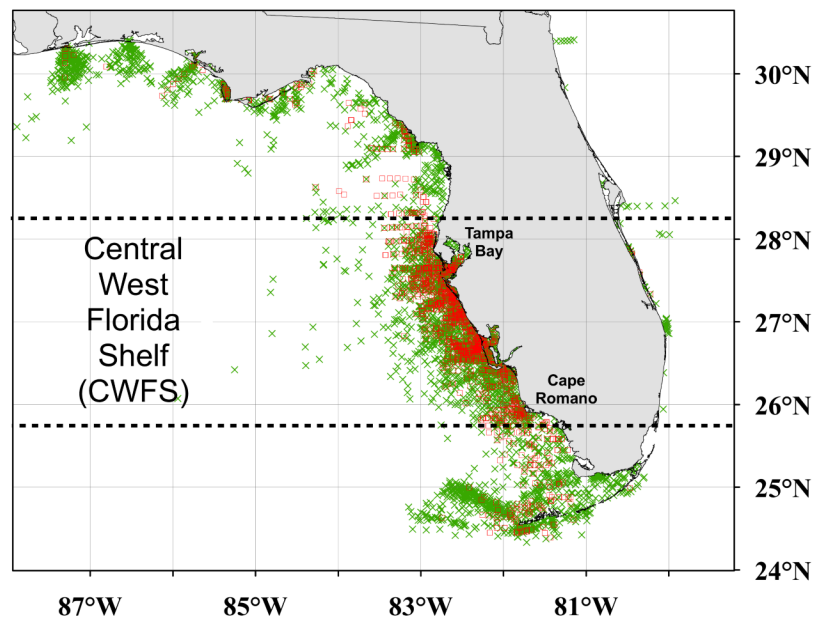 30°N
29°N
28°N
27°N
26°N
25°N
24°N
Central
West
Florida
Shelf
(CWFS)
Tampa
Bay
Cape
Romano
87°W
85°W
83°W
81°W